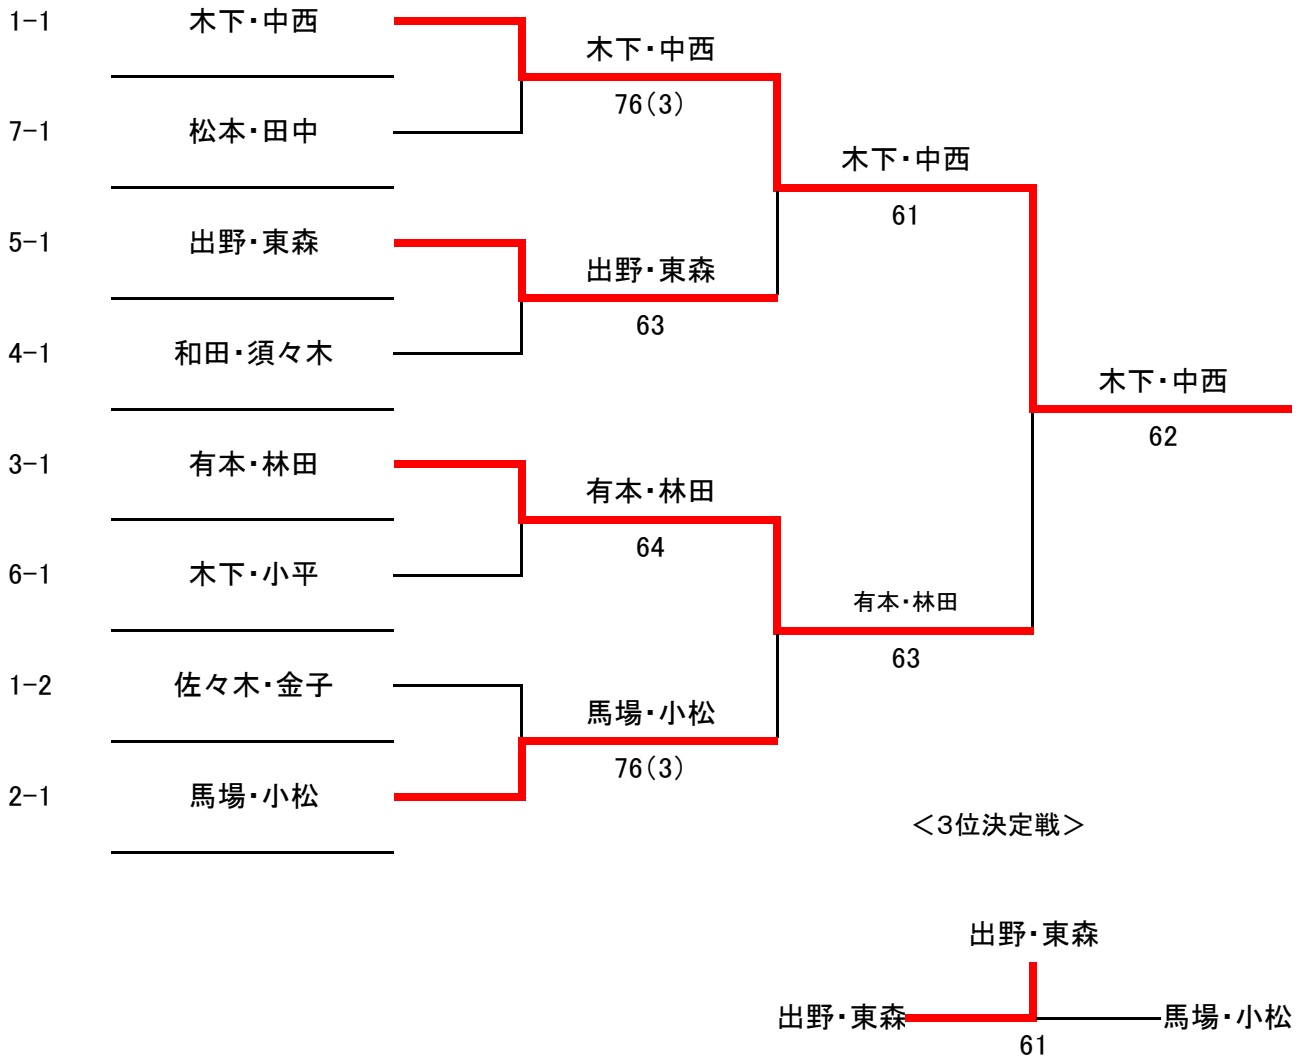 1-1 木下・中西
木下・中西
76(3)
7-1 松本・田中
木下・中西
61
5-1 出野・東森
出野・東森
63
4-1 和田・須々木
木下・中西
62
3-1 有本・林田
有本・林田
64
6-1 木下・小平
有本・林田
63
1-2 佐々木・金子
馬場・小松
76(3)
2-1 馬場・小松
＜3位決定戦＞
出野・東森
出野・東森 馬場・小松
61